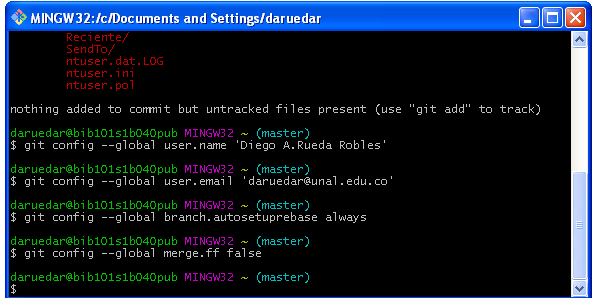 MINGW32:/c/Documents and Settings/daruedar
Reciente/
SendTo/
ntuser.dat.LOG
ntuser.ini
ntuser.pol
nothing added to commit but untracked files present (use "git add" to track)
daruedar@bib101s1b040pub MINGW32 ~ (master)
$ git config --global user.name 'Diego A.Rueda Robles'
daruedar@bib101s1b040pub MINGW32 ~ (master)
$ git config --global user.email 'daruedar@unal.edu.co'
daruedar@bib101s1b040pub MINGW32 ~ (master)
$ git config --global branch.autosetuprebase always
daruedar@bib101s1b040pub MINGW32 ~ (master)
$ git config --global merge.ff false
daruedar@bib101s1b040pub MINGW32 ~ (master)
$